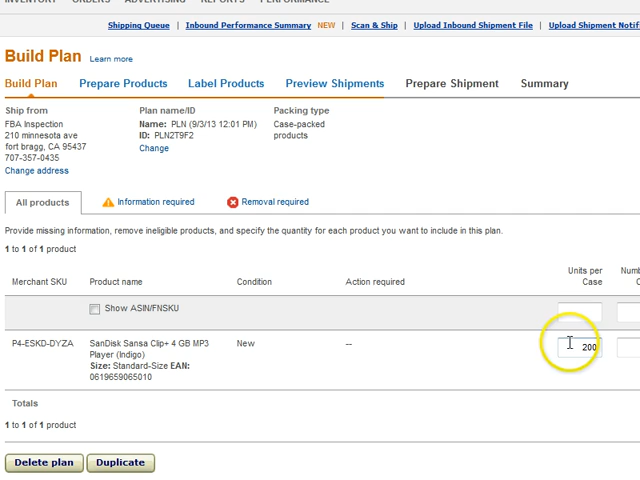 INVENTORY ORDERS ADVERTISING REPORTS PERFORMANCE
Shipping Queue | Inbound Performance Summary NEW | Scan & Ship | Upload Inbound Shipment File | Upload Shipment Notifi
Build Plan Learn more
Build Plan Prepare Products Label Products Preview Shipments Prepare Shipment Summary
Ship from Plan name/ID Packing type
FBA Inspection Name: PLN (9/3/13 12:01 PM) Case-packed
210 minnesota ave ID: PLN2T9F2 products
fort bragg, CA 95437 Change
707-357-0435
Change address
All products Information required Removal required
Provide missing information, remove ineligible products, and specify the quantity for each product you want to include in this plan.
1 to 1 of 1 product
Merchant SKU Product name Condition Action required Units per Case
Show ASIN/FNSKU
P4-ESKD-DYZA SanDisk Sansa Clip+ 4 GB MP3 New -- 200
Player (Indigo)
Size: Standard-Size EAN:
0619659065010
Totals
1 to 1 of 1 product
Delete plan Duplicate